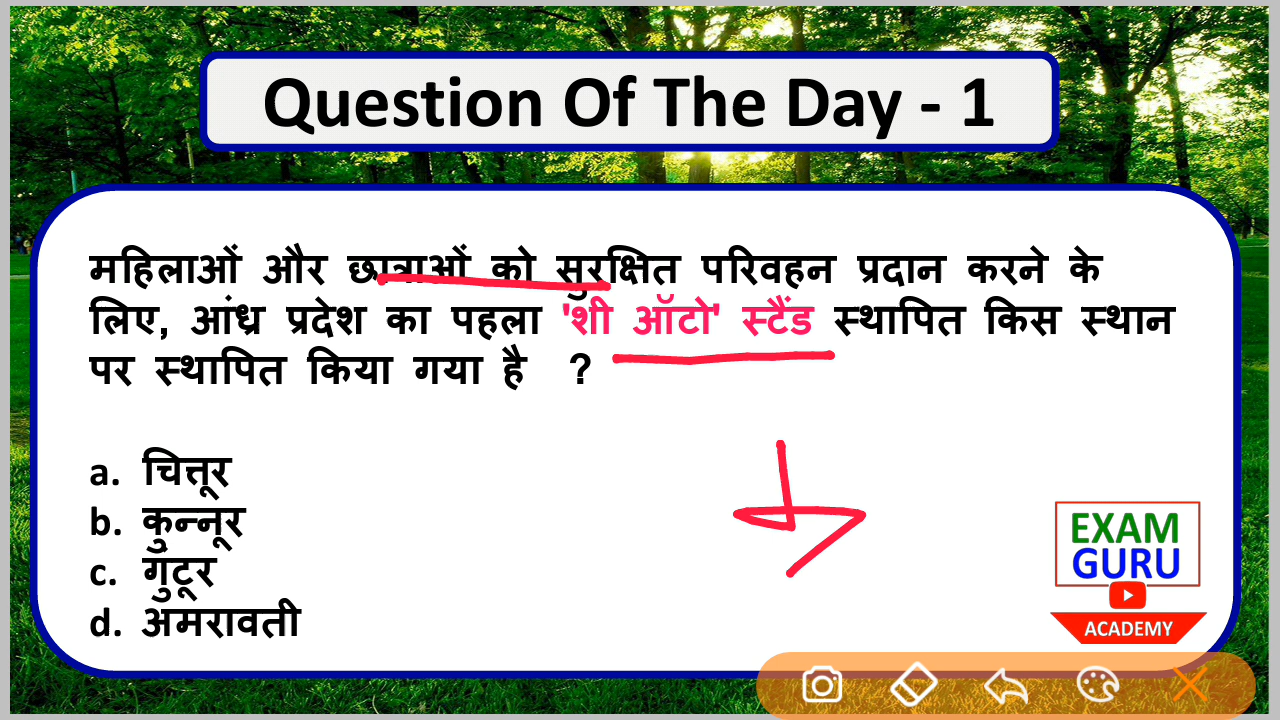 Question Of The Day - 1
महिलाओं और छात्राओं को सुरक्षित परिवहन प्रदान करने के
लिए, आंध्र प्रदेश का पहला 'शी ऑटो' स्टैंड स्थापित किस स्थान
पर स्थापित किया गया है ?
a. चित्तूर
b. कुन्नूर
c. गुंटूर
d. अमरावती
EXAM
GURU
ACADEMY